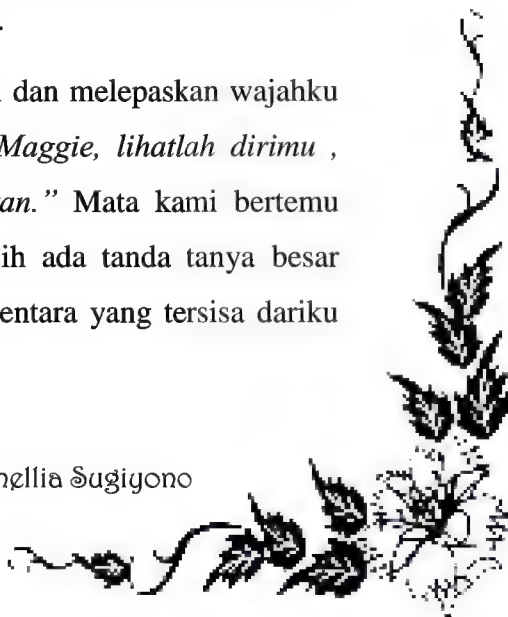 dan melepaskan wajahku
Maggie, lihatlah dirimu ,
an." Mata kami bertemu
ih ada tanda tanya besar
entara yang tersisa dariku
ellia Sugiyono